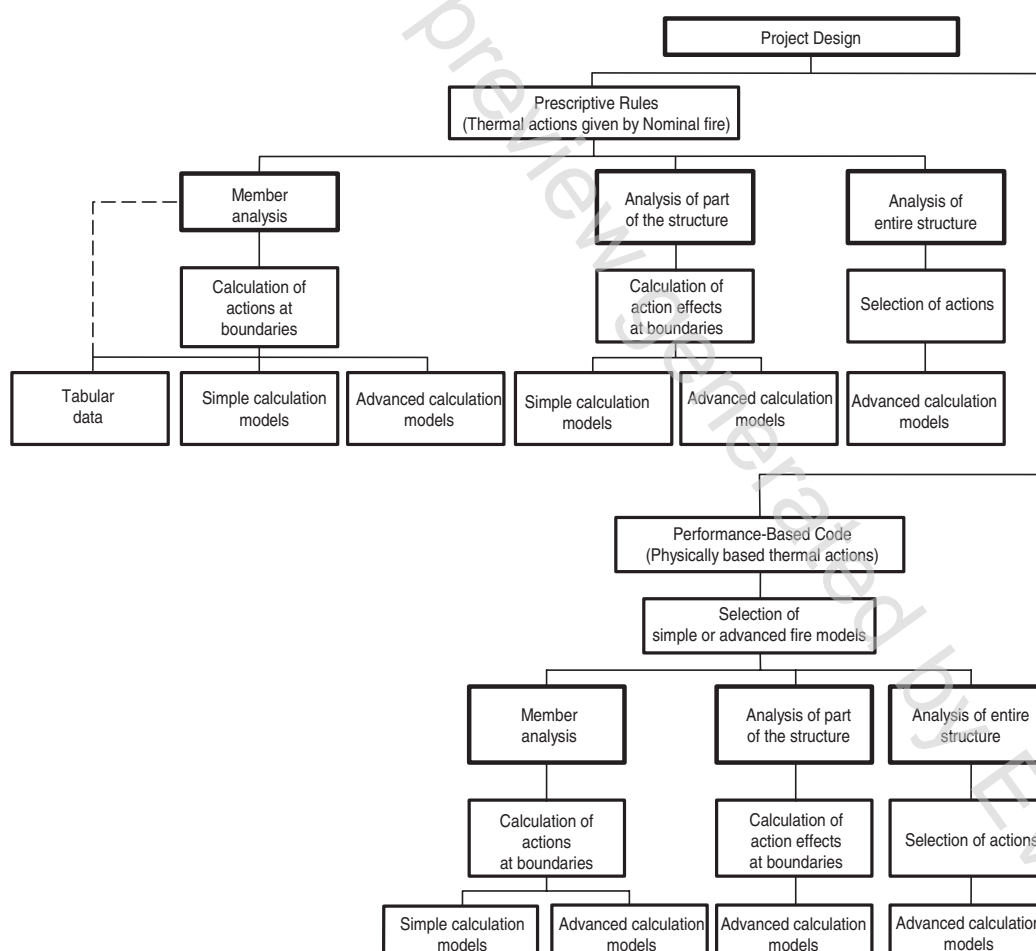 Project Design
Prescriptive Rules
(Thermal actions given by Nominal fire)
Member
analysis
Analysis of part
of the structure
Analysis of
entire structure
Calculation of
actions at
boundaries
Calculation of
action effects
at boundaries
Selection of actions
Tabular
data
Simple calculation
models
Advanced calculation
models
Simple calculation
models
Advanced calculation
models
Advanced calculation
models
Performance-Based Code
(Physically based thermal actions)
Selection of
simple or advanced fire models
Member
analysis
Analysis of part
of the structure
Analysis of entire
structure
Calculation of
actions
at boundaries
Calculation of
action effects
at boundaries
Selection of actions
Simple calculation
models
Advanced calculation
models
Advanced calculation
models
Advanced calculation
models
preview generated by EV